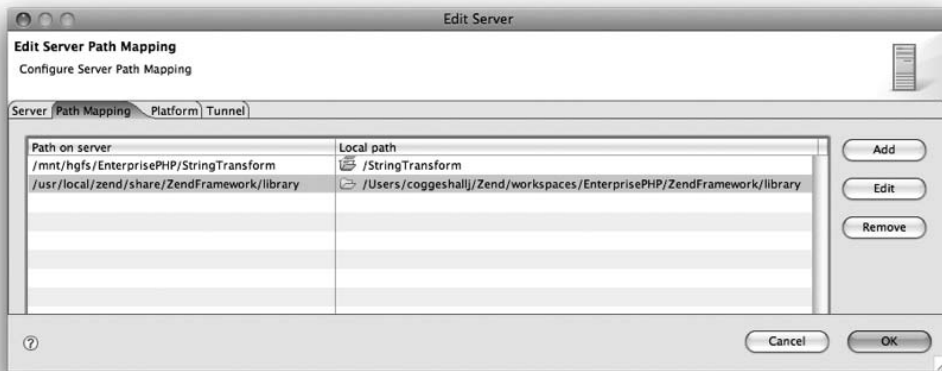 Edit Server
Edit Server Path Mapping
Configure Server Path Mapping
Server Path Mapping Platform Tunnel
Path on server Local path
/mnt/hgfs/EnterprisePHP/StringTransform /StringTransform
/usr/local/zend/share/ZendFramework/library /Users/coggeshallj/Zend/workspaces/EnterprisePHP/ZendFramework/library
Add
Edit
Remove
?
Cancel OK